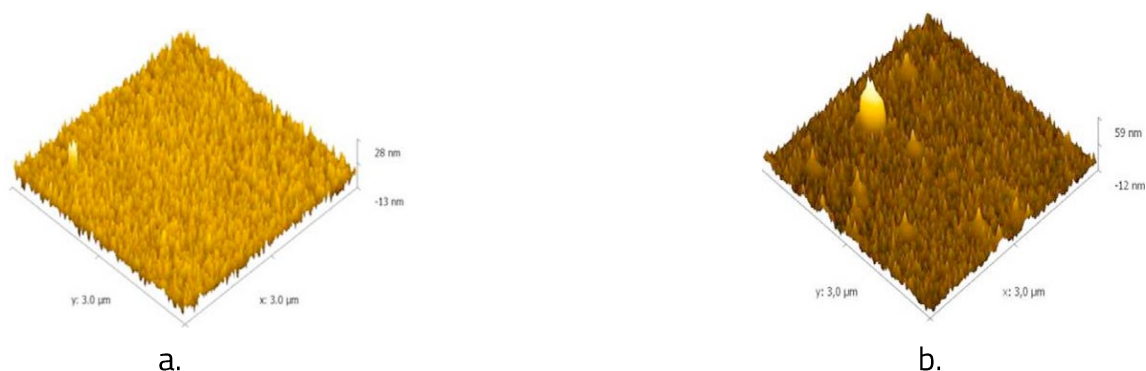 28 nm
-13 nm
y: 3.0 µm
x: 3.0 µm
a.
59 nm
-12 nm
y: 3,0 µm
x: 3,0 µm
b.